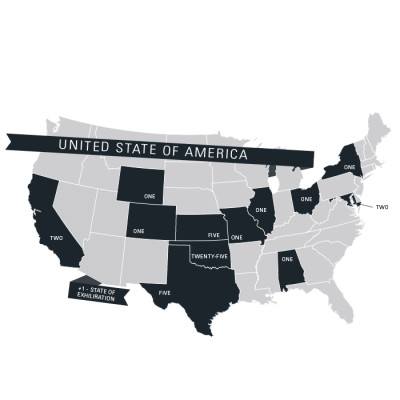 UNITED STATE OF AMERICA
ONE
ONE
ONE
ONE
TWO
ONE
FIVE
ONE
TWO
TWENTY-FIVE
ONE
FIVE
+1 - STATE OF
EXHILIRATION